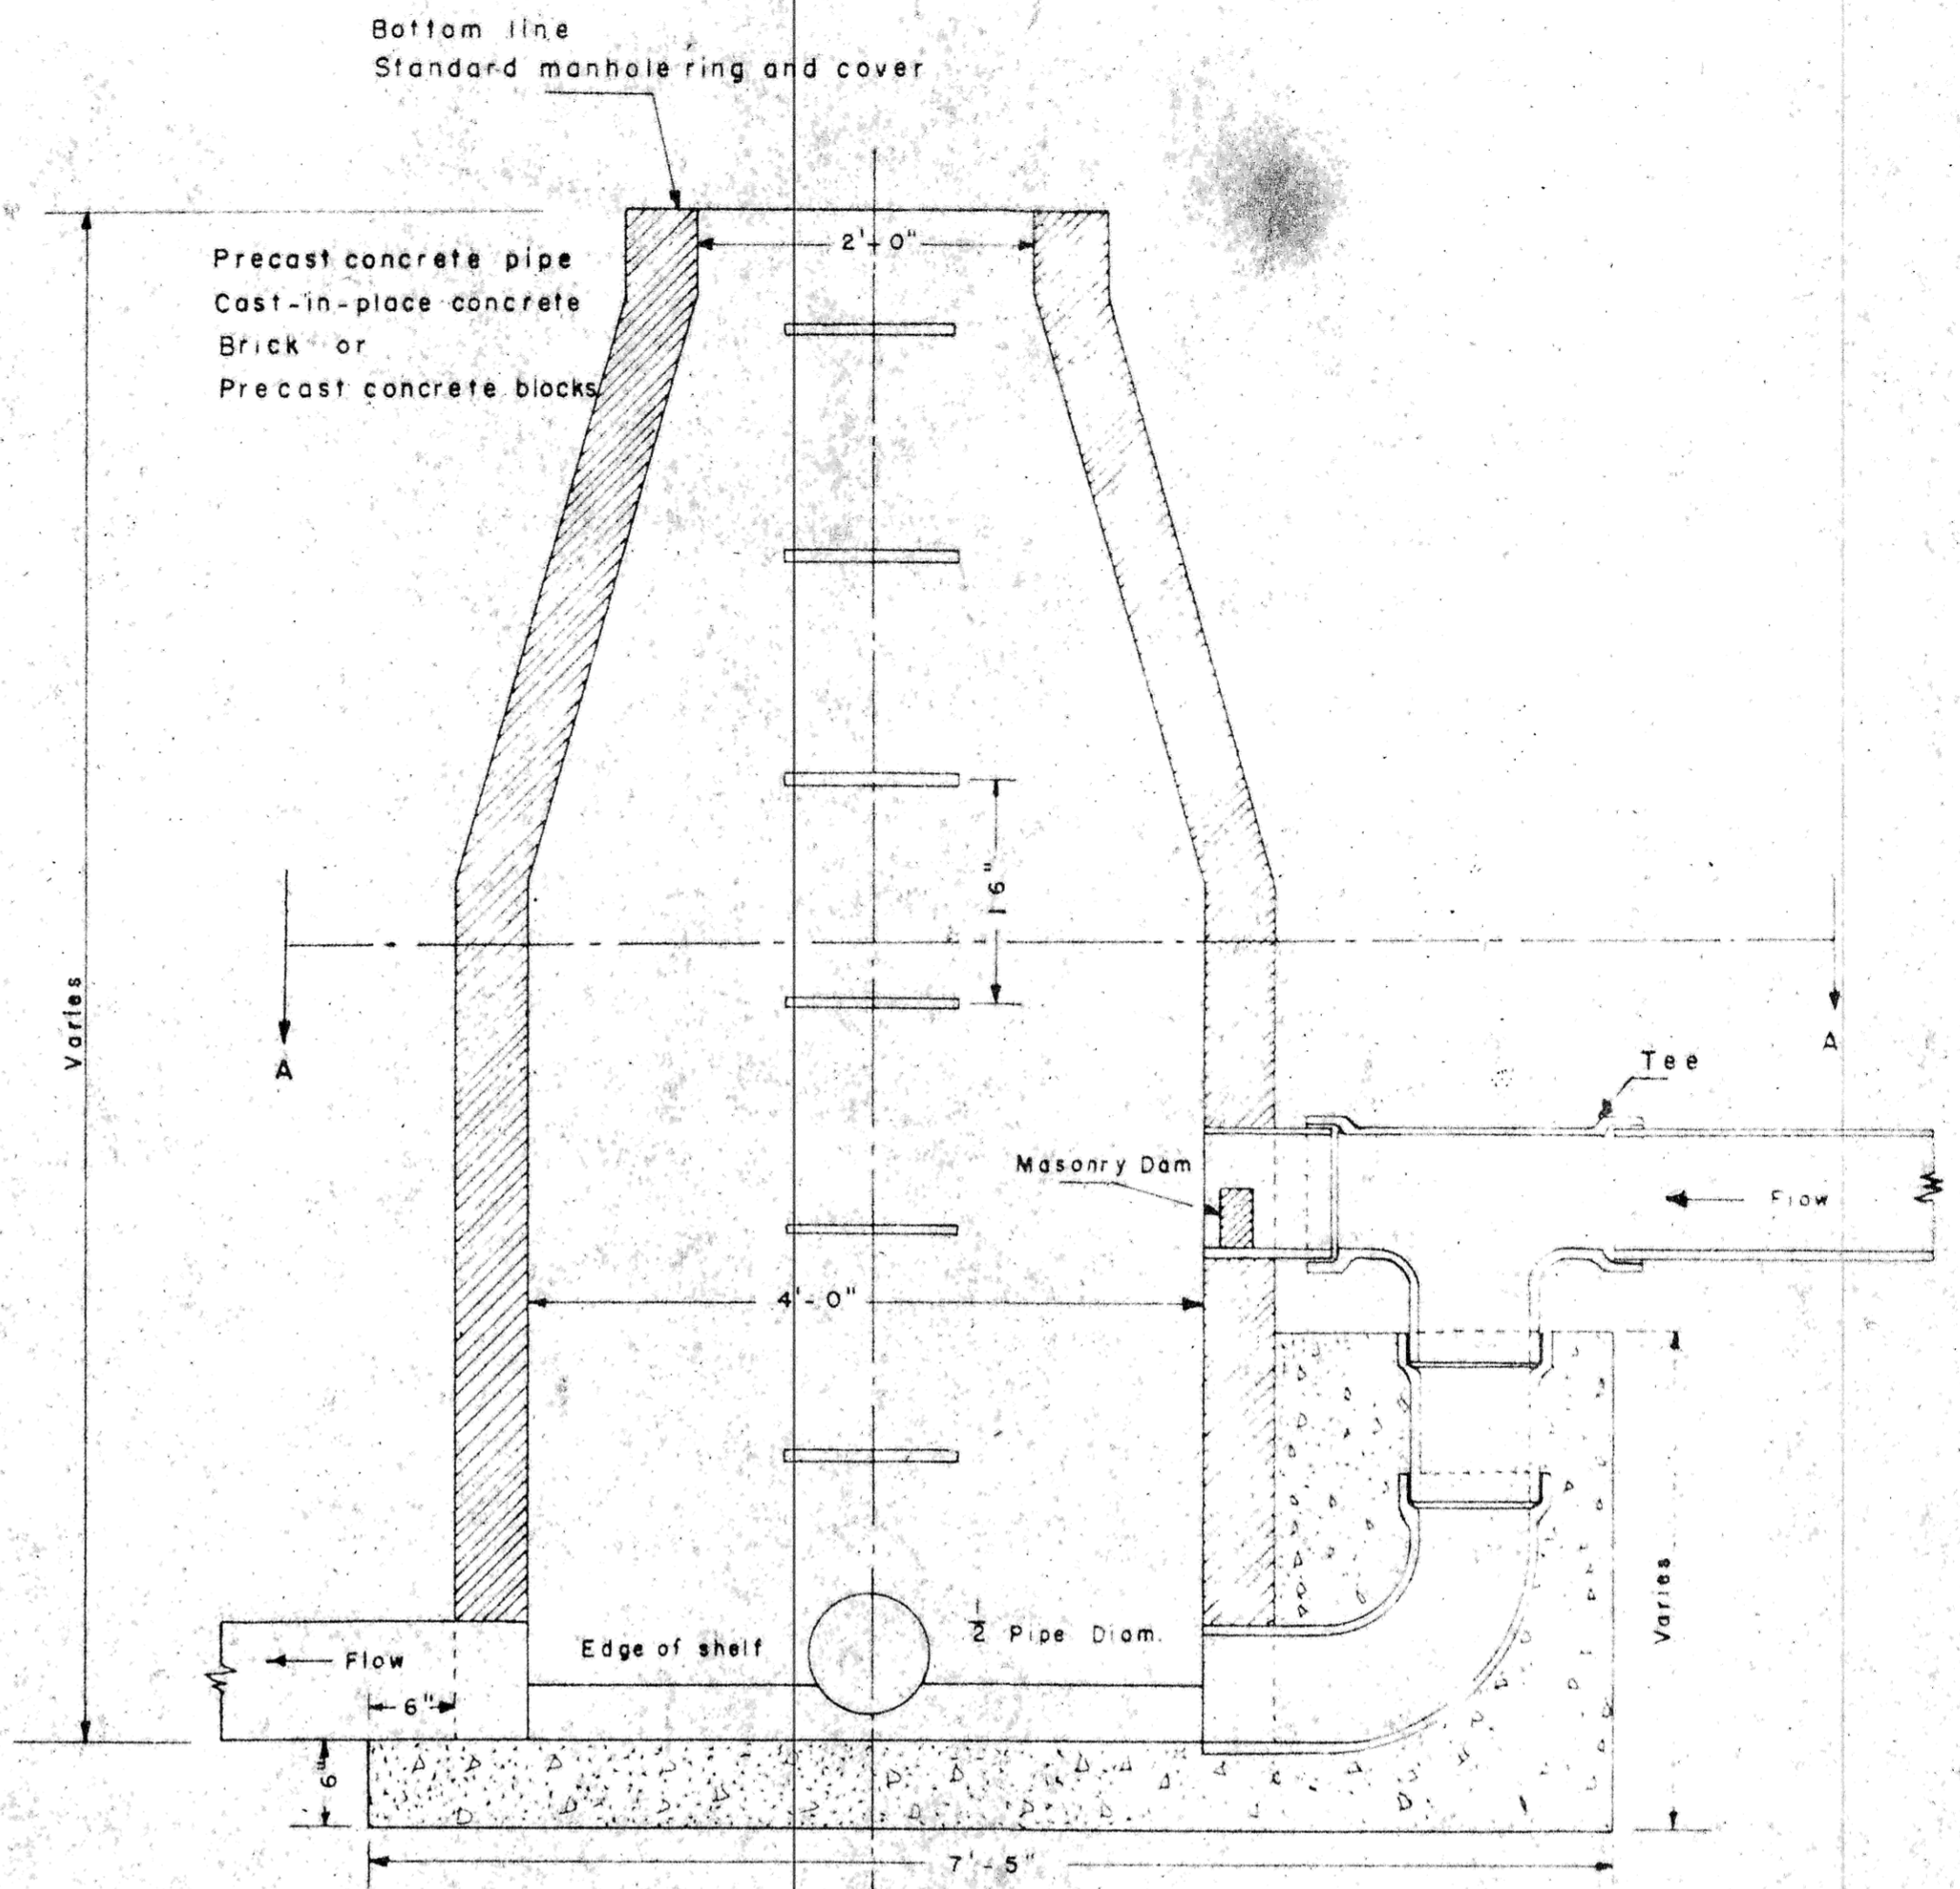 Bottom line
Standard manhole ring and cover
2'-0"
Precast concrete pipe
Cast-in-place concrete
Brick or
Precast concrete blocks
16"
Varies
A
A
Tee
Masonry Dam
Flow
4'-0"
Varies
Edge of shelf
1/2 Pipe Diam.
Flow
6"
6"
7'-5"